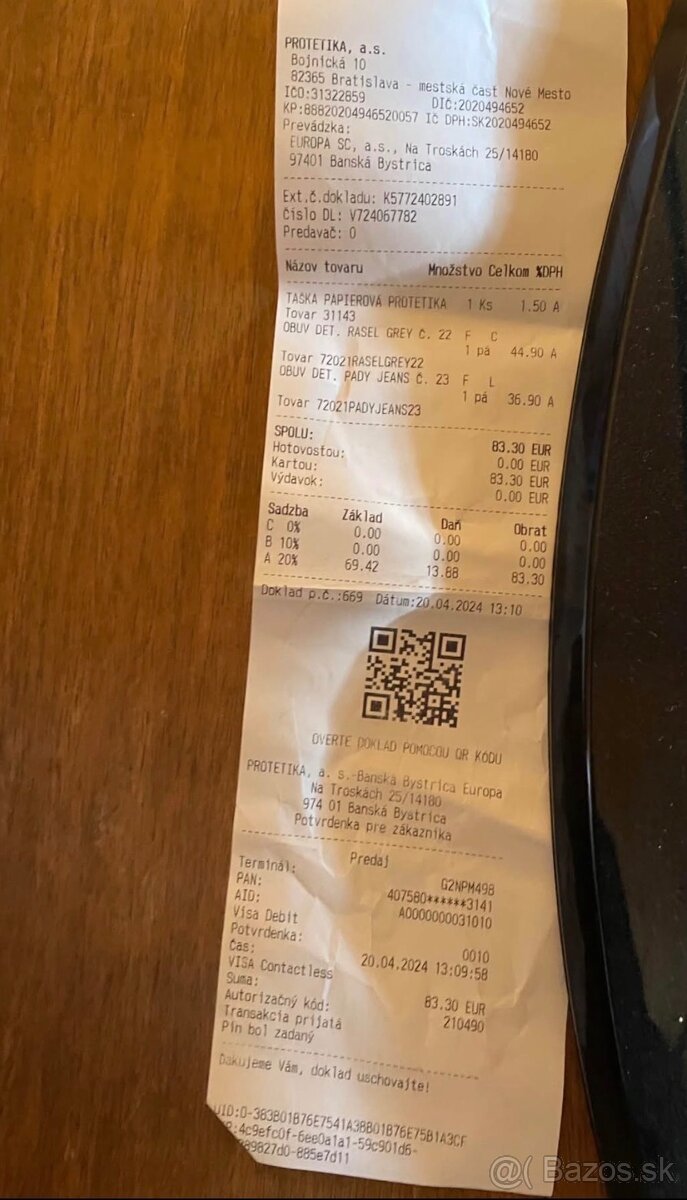 PROTETIKA, a.s.
Bojnická 10
82365 Bratislava - mestská časť Nové Mesto
IČO:31322859 DIČ:2020494652
KP:88820204946520057 IČ DPH:SK2020494652
Prevádzka:
EUROPA SC, a.s., Na Troskách 25/14180
97401 Banská Bystrica
Ext.č.dokladu: K5772402891
Číslo DL: V724067782
Predavač: 0
Názov tovaru Množstvo Celkom %DPH
TAŠKA PAPIEROVÁ PROTETIKA 1 Ks 1.50 A
Tovar 31143
OBUV DET. RASEL GREY Č. 22 F C
1 pá 44.90 A
Tovar 72021RASELGREY22
OBUV DET. PADY JEANS Č. 23 F L
1 pá 36.90 A
Tovar 72021PADYJEANS23
SPOLU: 83.30 EUR
Hotovosťou: 0.00 EUR
Kartou: 83.30 EUR
Výdavok: 0.00 EUR
Sadzba Základ Daň Obrat
C 0% 0.00 0.00 0.00
B 10% 0.00 0.00 0.00
A 20% 69.42 13.88 83.30
Doklad p.č.:669 Dátum:20.04.2024 13:10
OVERTE DOKLAD POMOCOU QR KÓDU
PROTETIKA, a. s.-Banská Bystrica Europa
Na Troskách 25/14180
974 01 Banská Bystrica
Potvrdenka pre zákazníka
Predaj
Terminál: G2NPM498
PAN: 407580******3141
AID: A0000000031010
Visa Debit
Potvrdenka: 0010
Čas: 20.04.2024 13:09:58
VISA Contactless
Suma: 83.30 EUR
Autorizačný kód: 210490
Transakcia prijatá
Pin bol zadaný
Ďakujeme Vám, doklad uschovajte!
UID:O-383B01B76E7541A38B01B76E75B1A3CF
:4c9efc0f-6ee0a1a1-59c901d6-
89827d0-885e7d11
Bazos.sk